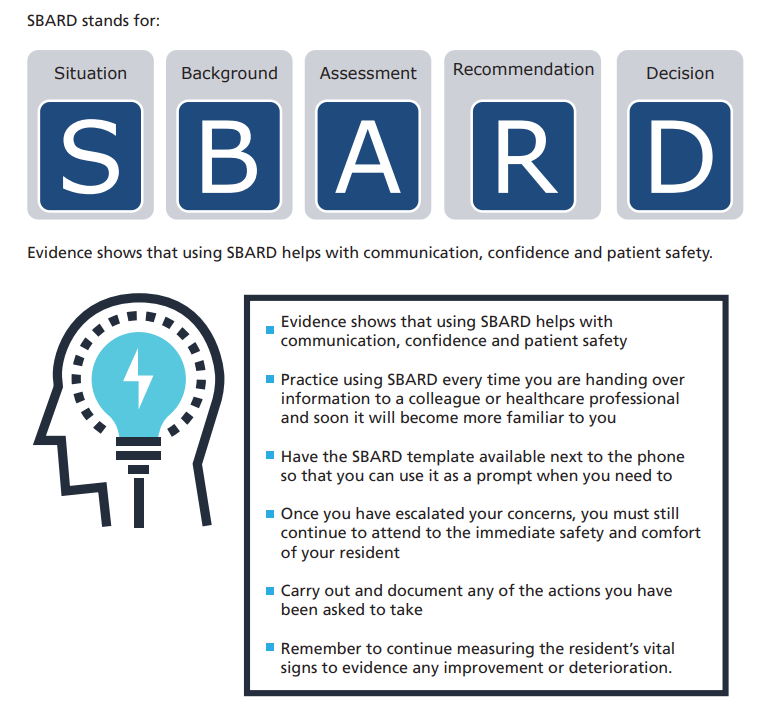 SBARD stands for:
Situation
Background
Assessment
Recommendation
Decision
S
B
A
R
D
Evidence shows that using SBARD helps with communication, confidence and patient safety.
Evidence shows that using SBARD helps with
communication, confidence and patient safety
Practice using SBARD every time you are handing over
information to a colleague or healthcare professional
and soon it will become more familiar to you
Have the SBARD template available next to the phone
so that you can use it as a prompt when you need to
Once you have escalated your concerns, you must still
continue to attend to the immediate safety and comfort
of your resident
Carry out and document any of the actions you have
been asked to take
Remember to continue measuring the resident’s vital
signs to evidence any improvement or deterioration.